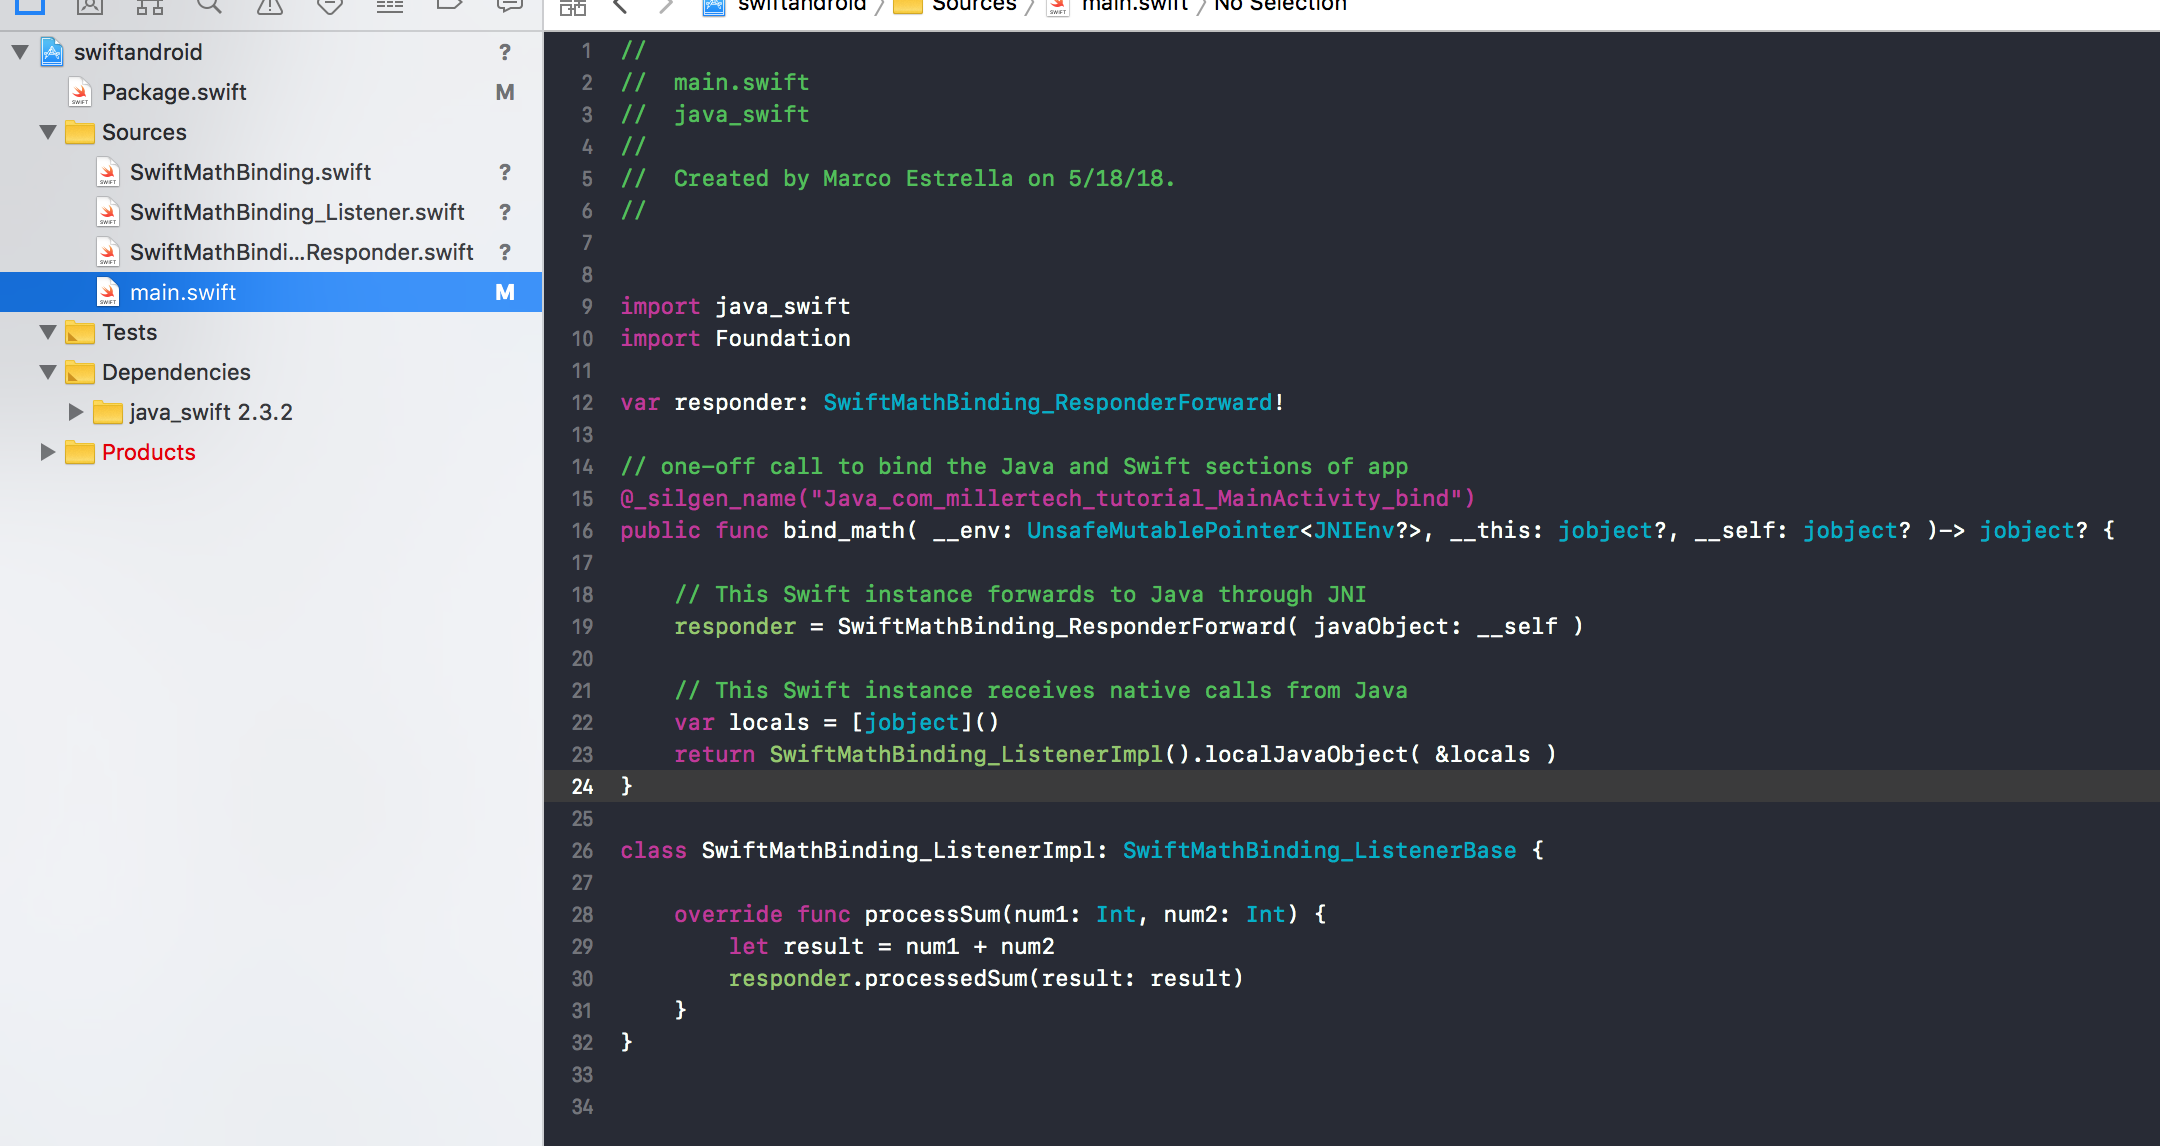 swiftandroid ?
Package.swift M
Sources
SwiftMathBinding.swift ?
SwiftMathBinding_Listener.swift ?
SwiftMathBindi...Responder.swift ?
main.swift M
Tests
Dependencies
java_swift 2.3.2
Products
swiftandroid Sources main.swift No Selection
1 //
2 //  main.swift
3 //  java_swift
4 //
5 //  Created by Marco Estrella on 5/18/18.
6 //
7
8
9 import java_swift
10 import Foundation
11
12 var responder: SwiftMathBinding_ResponderForward!
13
14 // one-off call to bind the Java and Swift sections of app
15 @_silgen_name("Java_com_millertech_tutorial_MainActivity_bind")
16 public func bind_math( __env: UnsafeMutablePointer<JNIEnv?>, __this: jobject?, __self: jobject? )-> jobject? {
17
18     // This Swift instance forwards to Java through JNI
19     responder = SwiftMathBinding_ResponderForward( javaObject: __self )
20
21     // This Swift instance receives native calls from Java
22     var locals = [jobject]()
23     return SwiftMathBinding_ListenerImpl().localJavaObject( &locals )
24 }
25
26 class SwiftMathBinding_ListenerImpl: SwiftMathBinding_ListenerBase {
27
28     override func processSum(num1: Int, num2: Int) {
29         let result = num1 + num2
30         responder.processedSum(result: result)
31     }
32 }
33
34